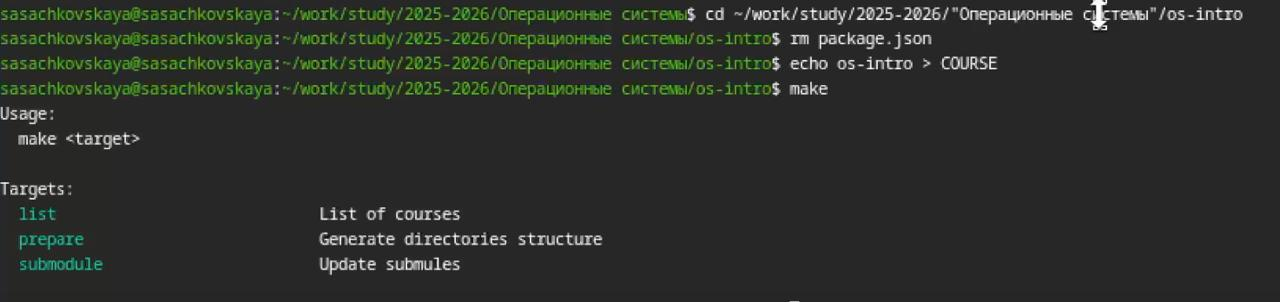 sasachkovskaya@sasachkovskaya:~/work/study/2025-2026/Операционные системы$ cd ~/work/study/2025-2026/"Операционные системы"/os-intro
sasachkovskaya@sasachkovskaya:~/work/study/2025-2026/Операционные системы/os-intro$ rm package.json
sasachkovskaya@sasachkovskaya:~/work/study/2025-2026/Операционные системы/os-intro$ echo os-intro > COURSE
sasachkovskaya@sasachkovskaya:~/work/study/2025-2026/Операционные системы/os-intro$ make
Usage:
  make <target>

Targets:
  list                List of courses
  prepare             Generate directories structure
  submodule           Update submules